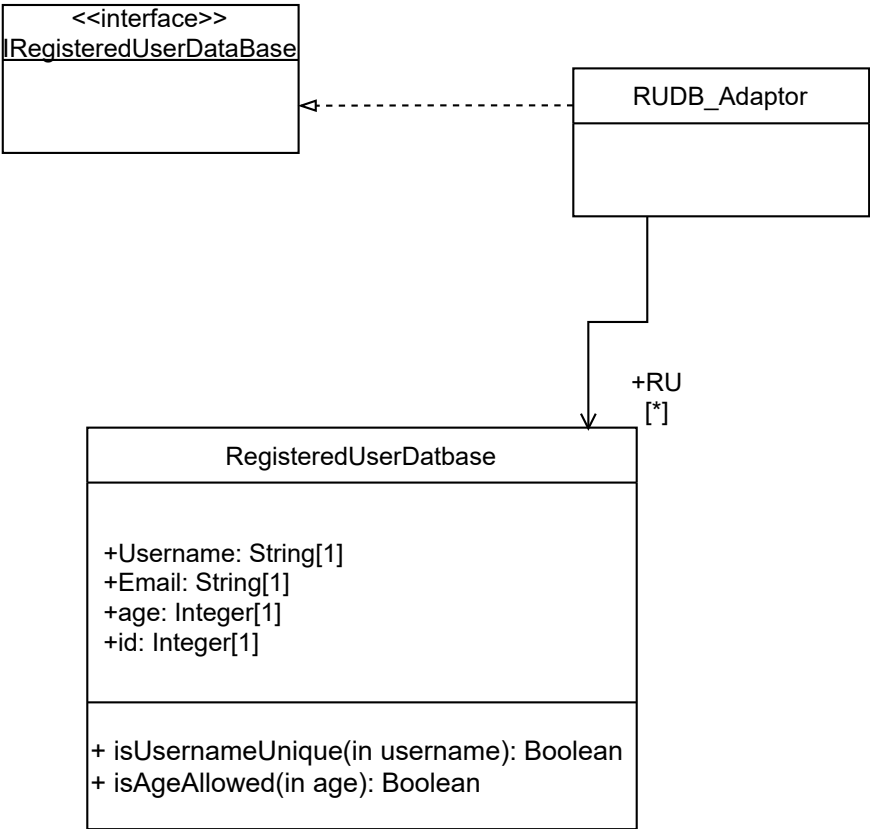 <<interface>>
IRegisteredUserDataBase
RUDB_Adaptor
+RU
[*]
RegisteredUserDatbase
+Username: String[1]
+Email: String[1]
+age: Integer[1]
+id: Integer[1]
+ isUsernameUnique(in username): Boolean
+ isAgeAllowed(in age): Boolean